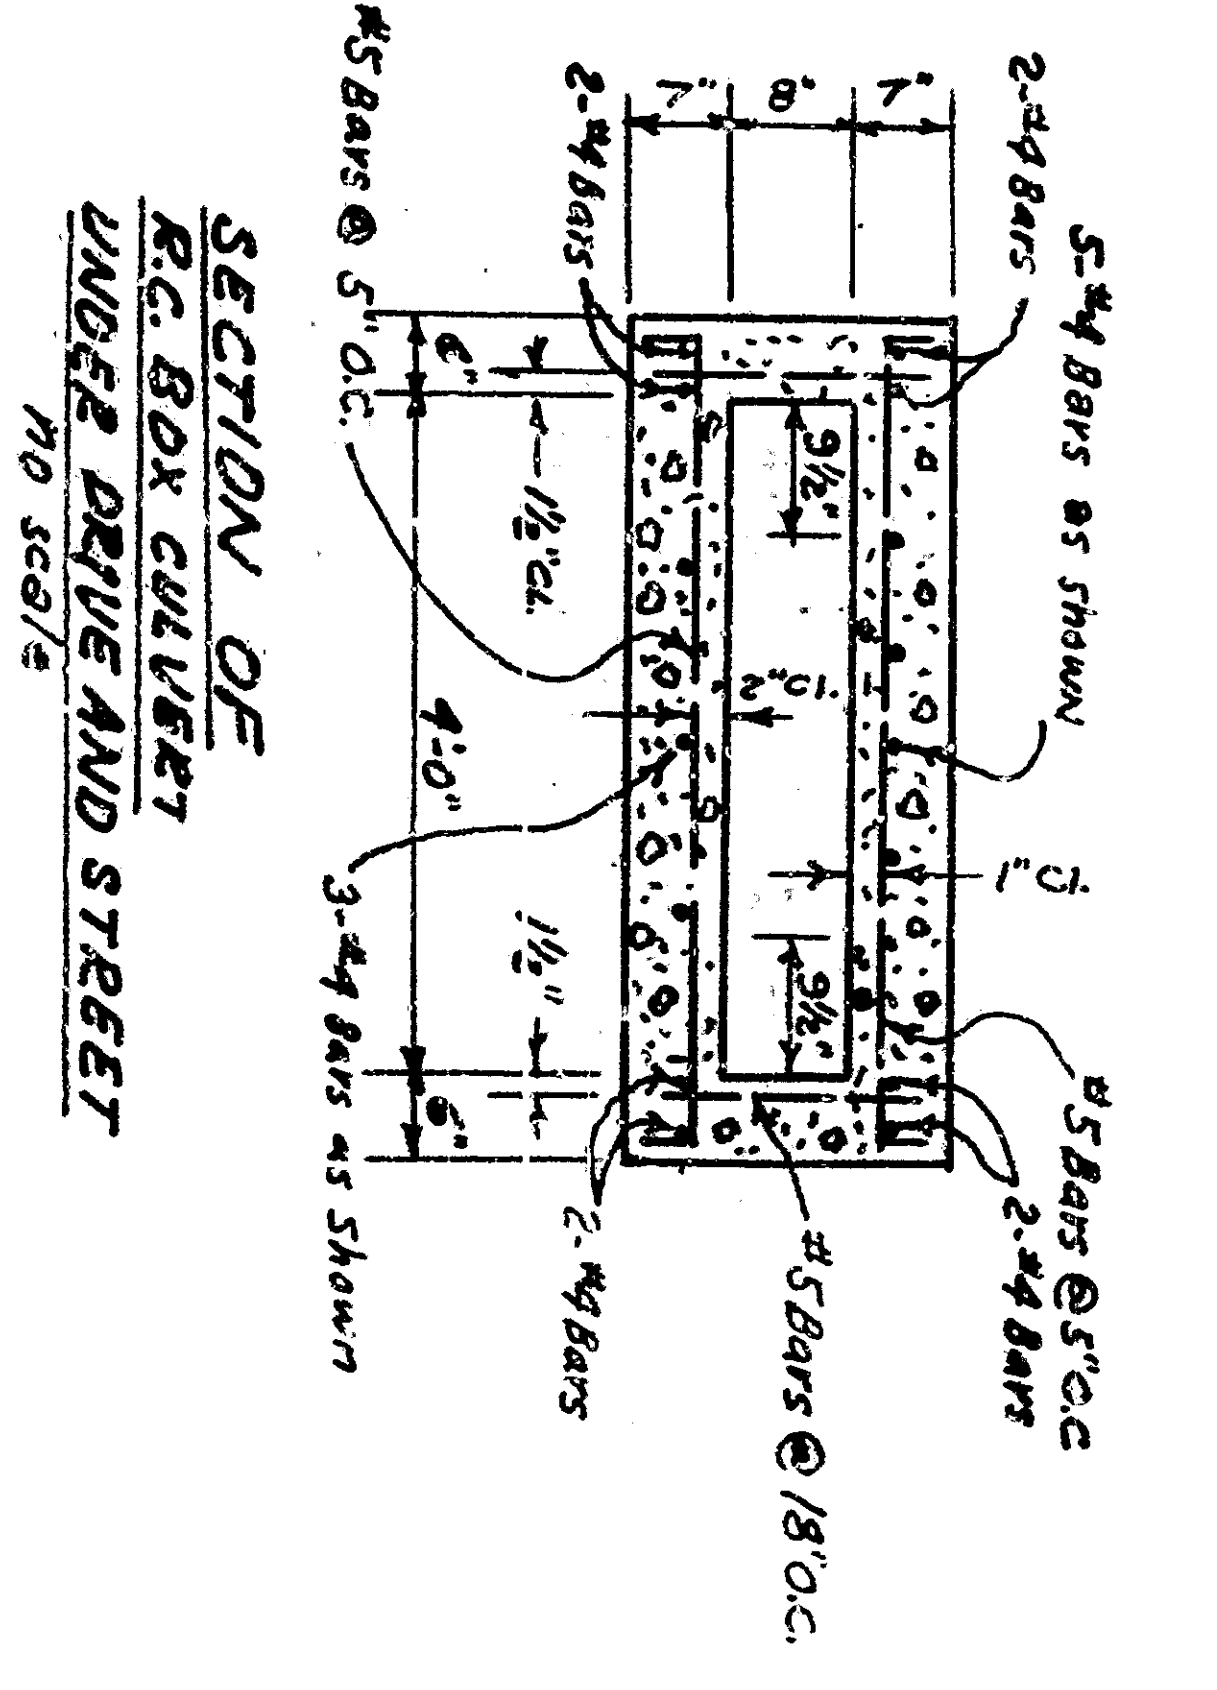 2-#4 Bars
5-#4 Bars as shown
#5 Bars @ 5" O.C
2-#4 Bars
7"
8"
7"
1" Cl.
9½"
9½"
2" Cl.
#5 Bars @ 18" O.C.
2-#4 Bars
2-#4 Bars
1½" Cl.
1½"
6"
4'-0"
6"
#5 Bars @ 5" O.C.
3-#4 Bars as shown
SECTION OF
R.C. BOX CULVERT
UNDER DRIVE AND STREET
no scale